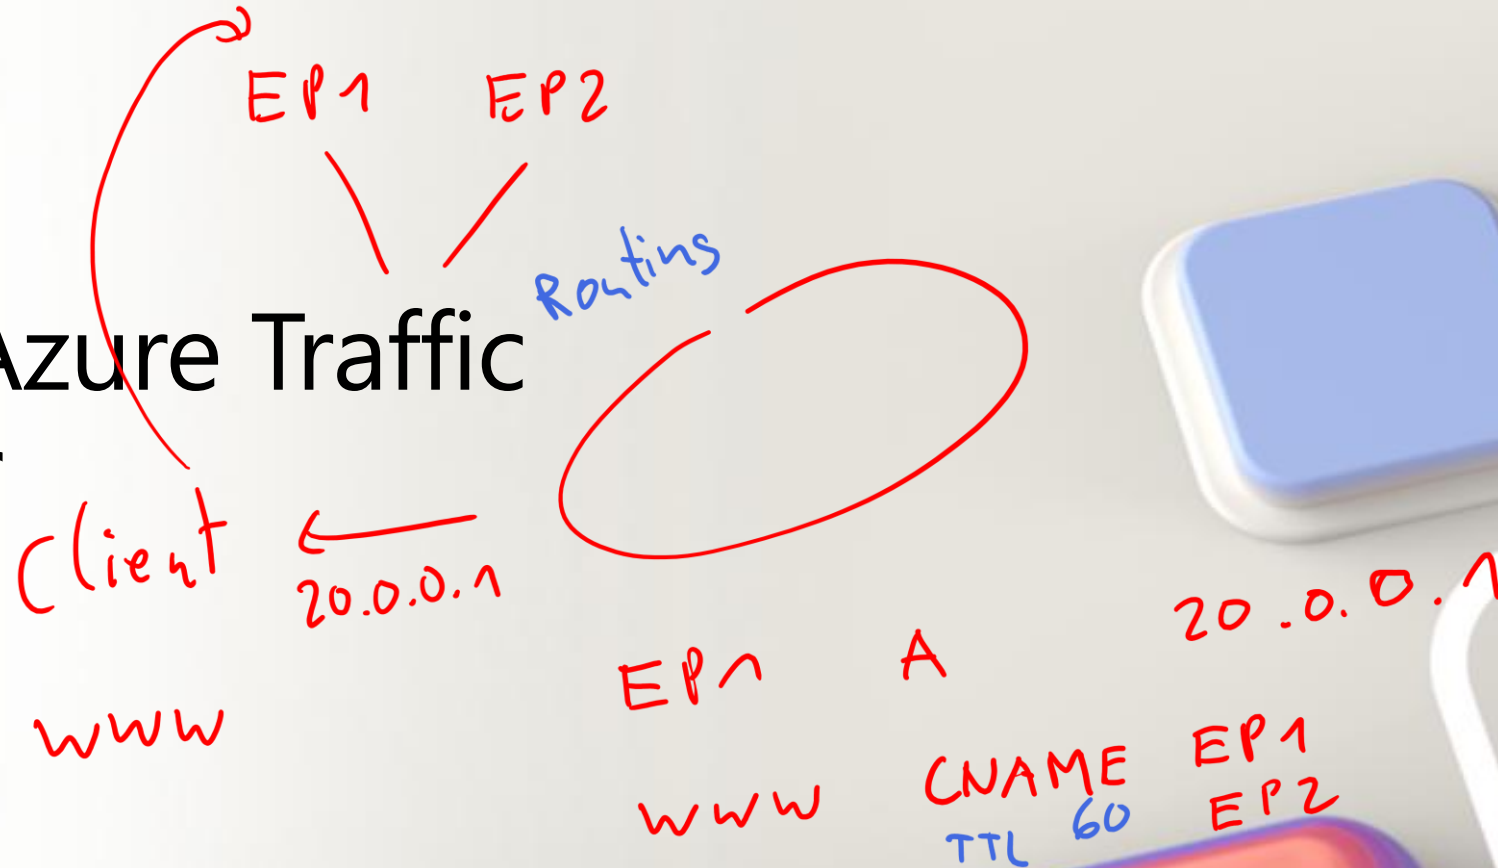 EP1 EP2
Routing
Azure Traffic
Client
20.0.0.1
20.0.0.1
EP1 A
www
CNAME EP1
www
TTL 60 EP2